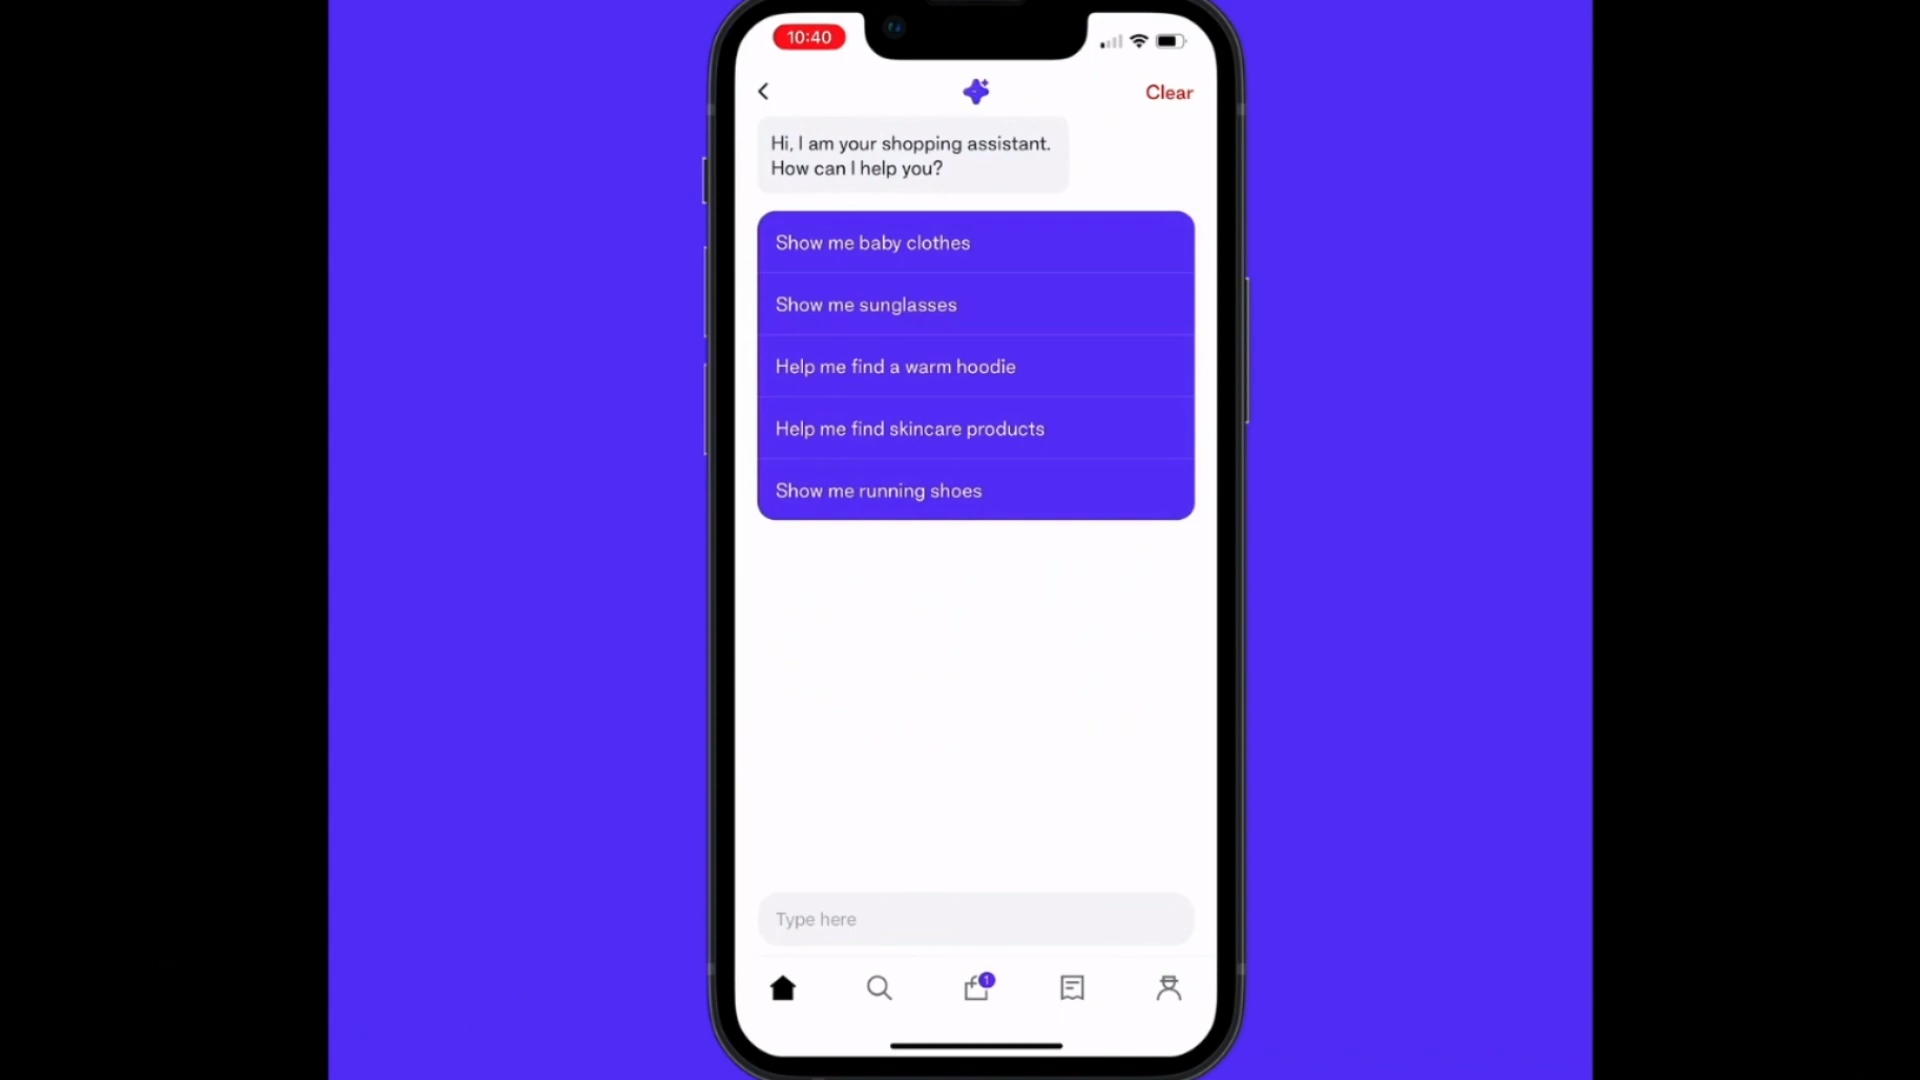 10:40
Clear
Hi, I am your shopping assistant.
How can I help you?
Show me baby clothes
Show me sunglasses
Help me find a warm hoodie
Help me find skincare products
Show me running shoes
Type here
1